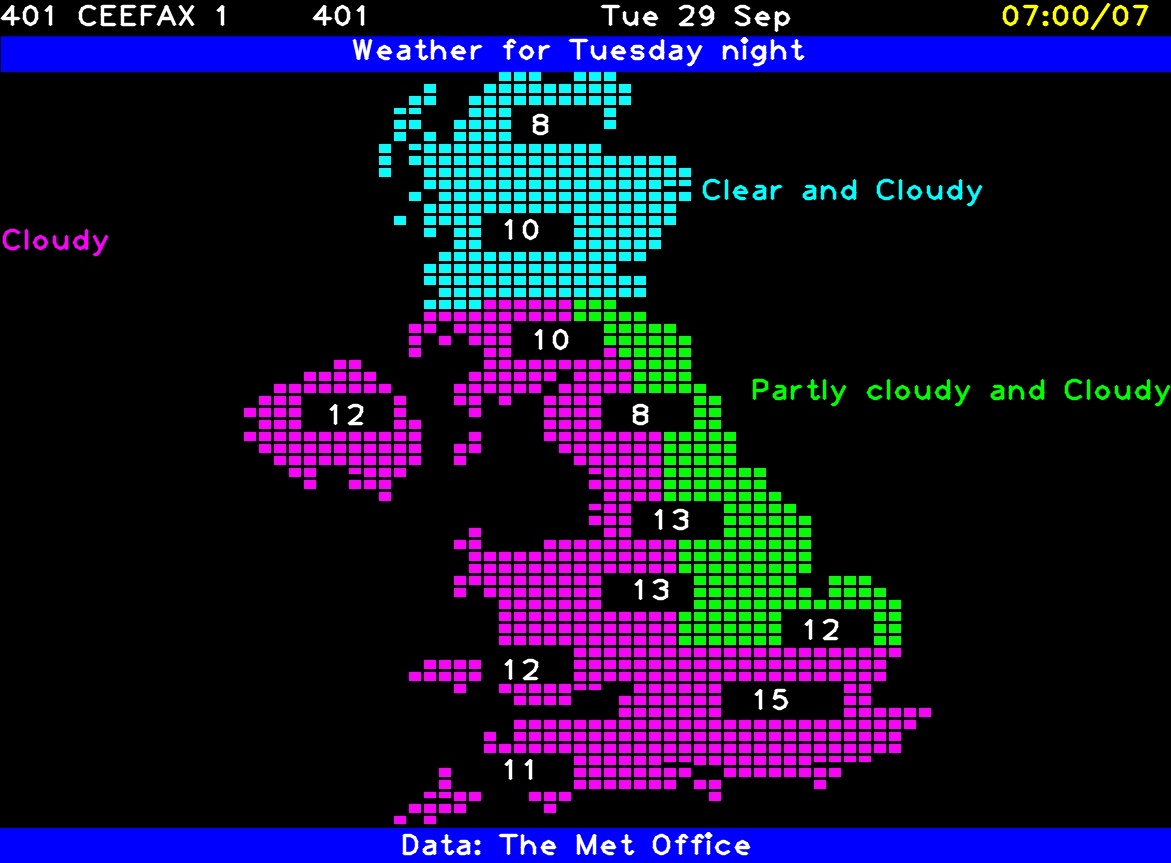 401 CEEFAX 1 401 Tue 29 Sep 07:00/07
Weather for Tuesday night
8
Clear and Cloudy
10
Cloudy
10
Partly cloudy and Cloudy
12 8
13
13
12
12
15
11
Data: The Met Office